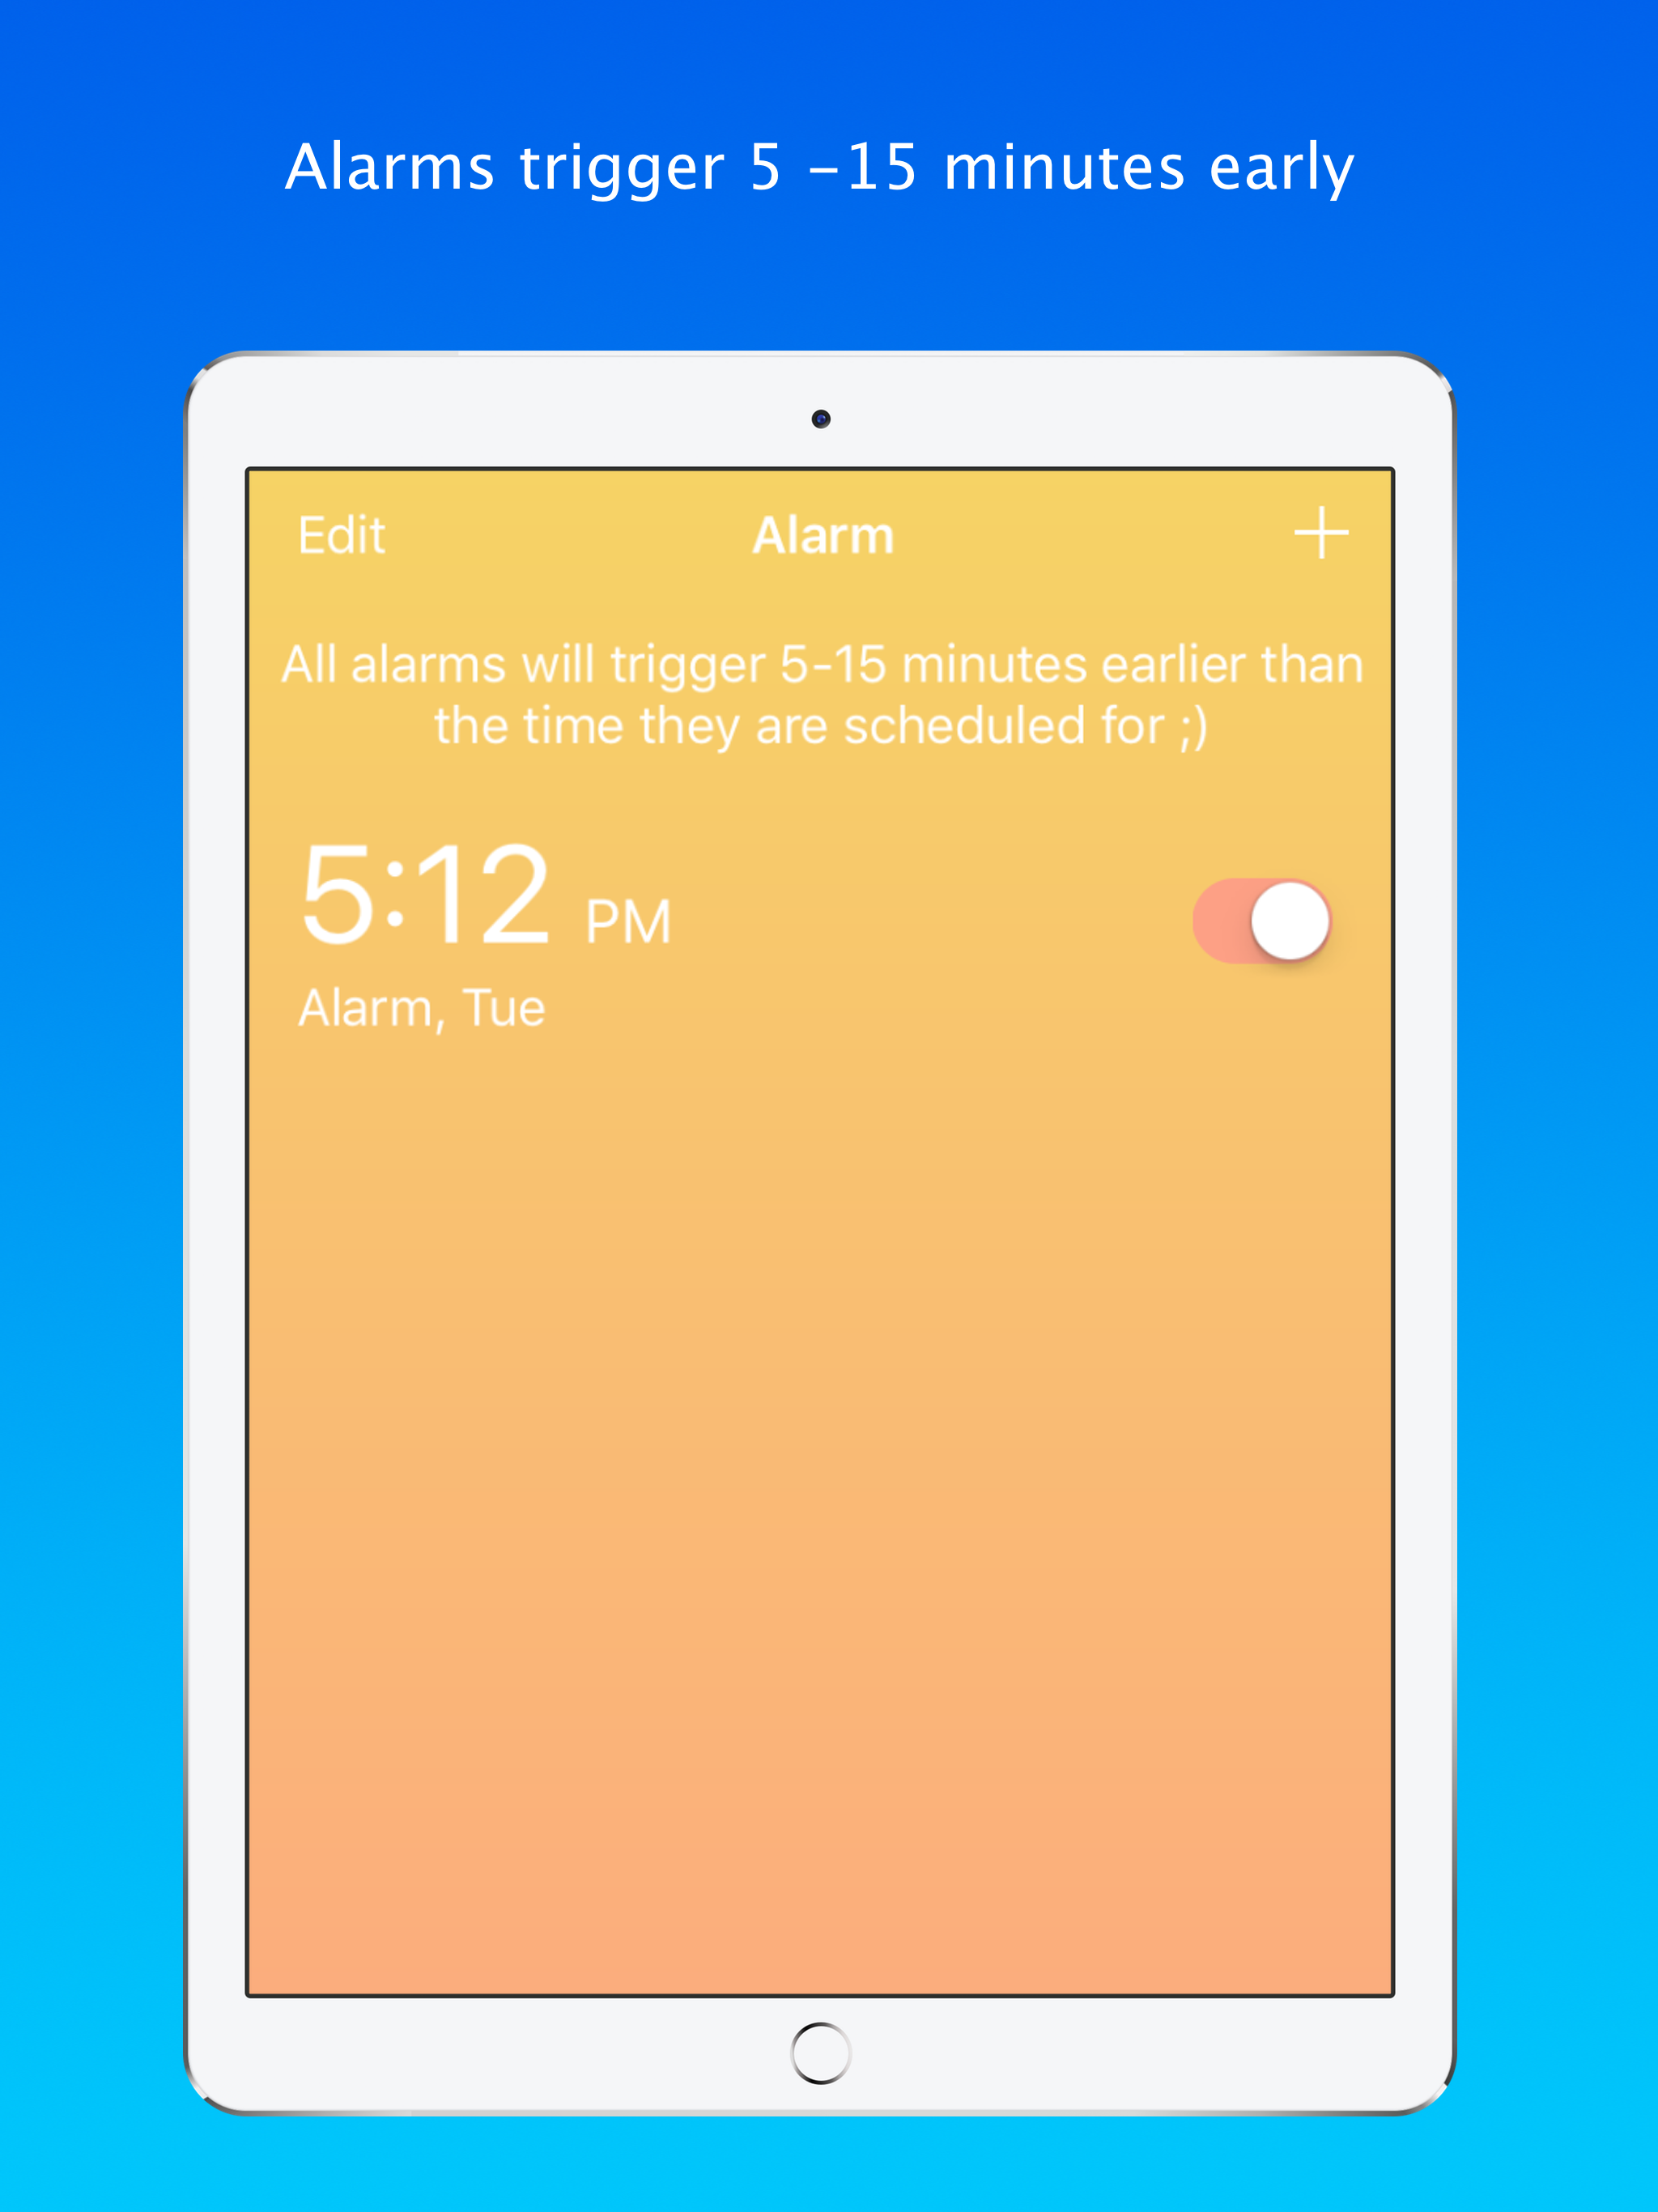 Alarms trigger 5 –15 minutes early
Edit Alarm +
All alarms will trigger 5-15 minutes earlier than
the time they are scheduled for ;)
5:12 PM
Alarm, Tue